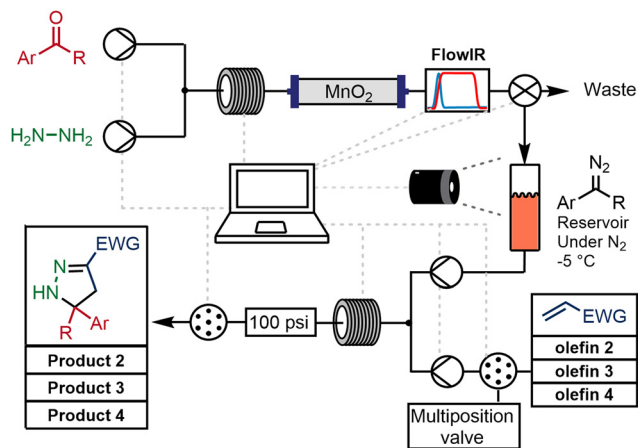 O
Ar R
H₂N–NH₂
MnO₂
FlowIR
Waste
N₂
Ar R
Reservoir
Under N₂
-5 °C
EWG
N
HN
R Ar
Product 2
Product 3
Product 4
100 psi
EWG
olefin 2
olefin 3
olefin 4
Multiposition
valve